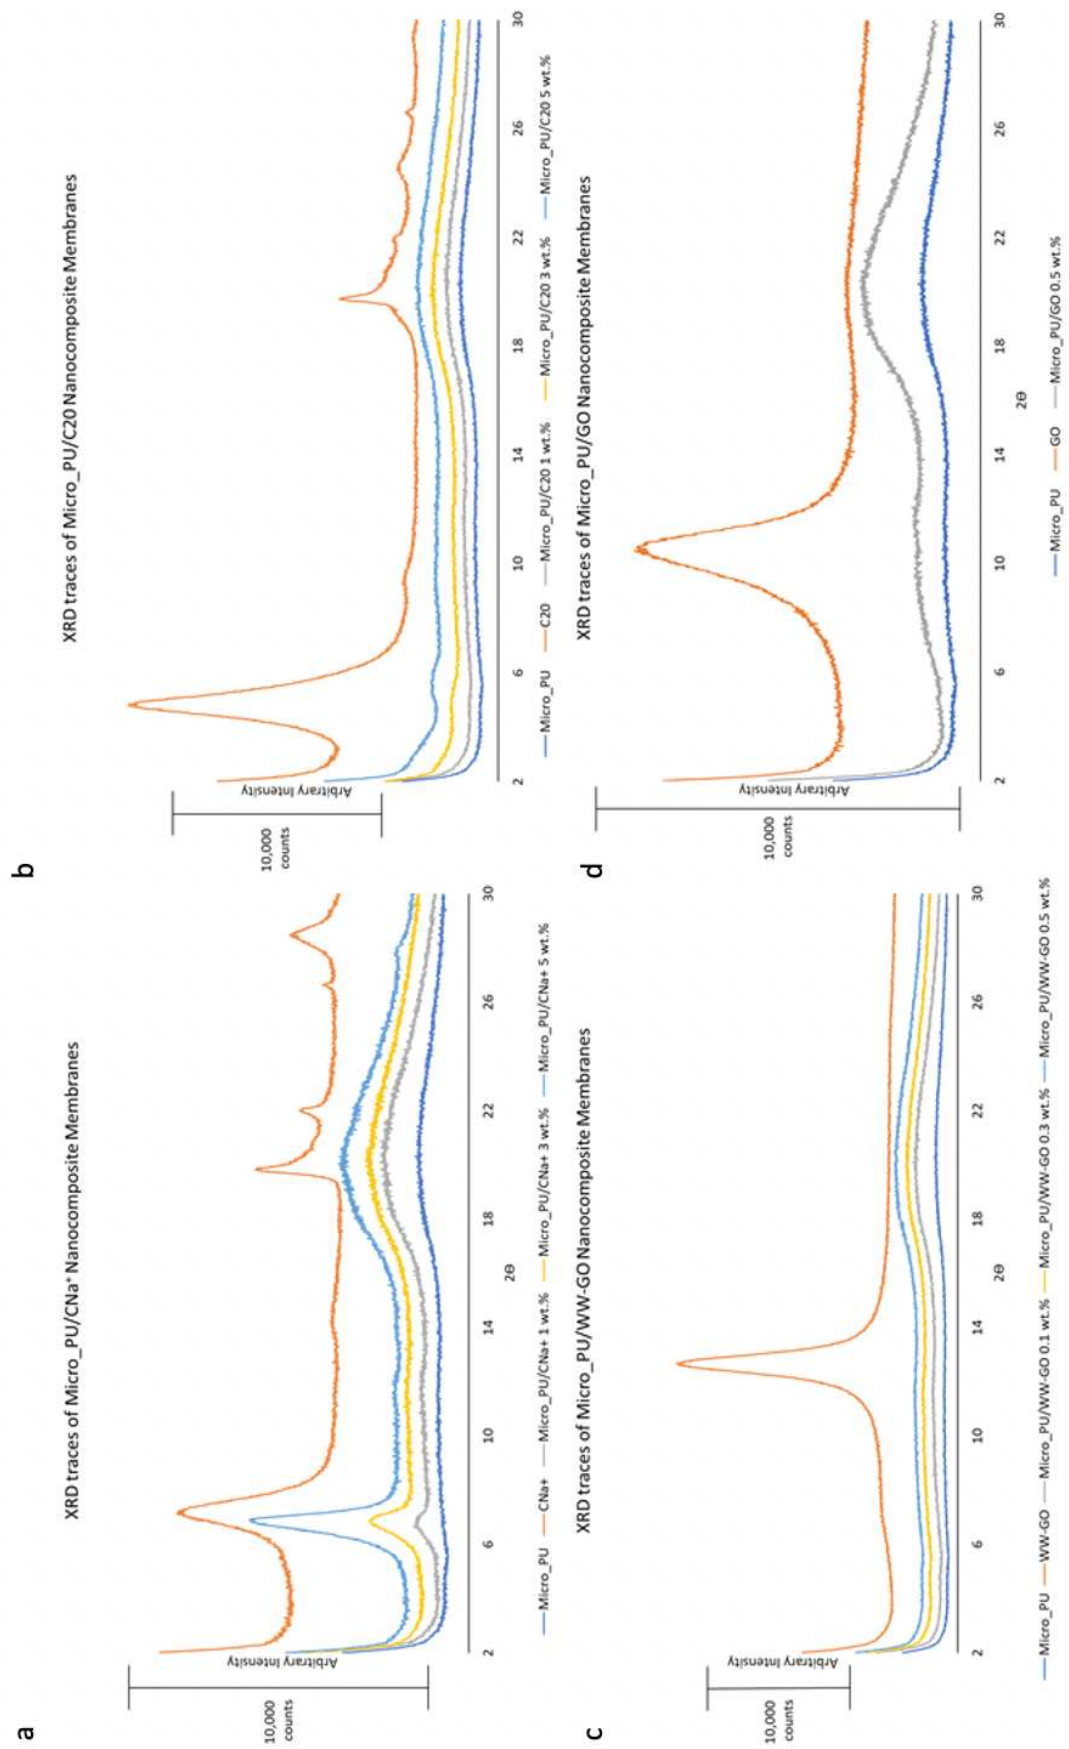 a
XRD traces of Micro_PU/CNa⁺ Nanocomposite Membranes
10,000
counts
Arbitrary Intensity
2 6 10 14 18 22 26 30
2θ
Micro_PU CNa+ Micro_PU/CNa+ 1 wt.% Micro_PU/CNa+ 3 wt.% Micro_PU/CNa+ 5 wt.%
b
XRD traces of Micro_PU/C20 Nanocomposite Membranes
10,000
counts
Arbitrary Intensity
2 6 10 14 18 22 26 30
Micro_PU C20 Micro_PU/C20 1 wt.% Micro_PU/C20 3 wt.% Micro_PU/C20 5 wt.%
c
XRD traces of Micro_PU/WW-GO Nanocomposite Membranes
10,000
counts
Arbitrary Intensity
2 6 10 14 18 22 26 30
2θ
Micro_PU WW-GO Micro_PU/WW-GO 0.1 wt.% Micro_PU/WW-GO 0.3 wt.% Micro_PU/WW-GO 0.5 wt.%
d
XRD traces of Micro_PU/GO Nanocomposite Membranes
10,000
counts
Arbitrary Intensity
2 6 10 14 18 22 26 30
2θ
Micro_PU GO Micro_PU/GO 0.5 wt.%